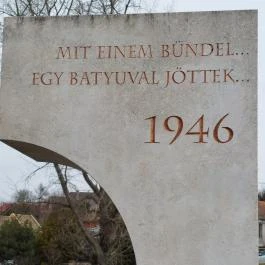 MIT EINEM BÜNDEL...
EGY BATYUVAL JÖTTEK...
1946